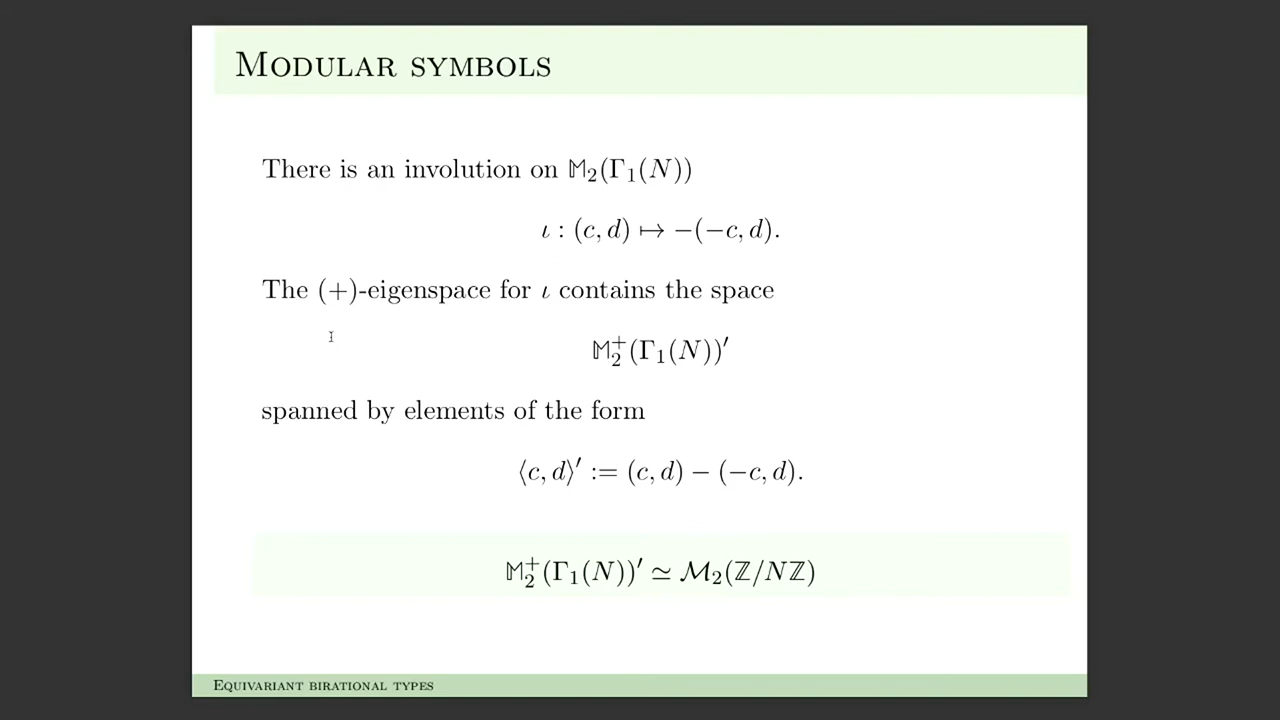 Modular symbols
There is an involution on 𝕄₂(Γ₁(N))
ι : (c, d) ↦ −(−c, d).
The (+)-eigenspace for ι contains the space
𝕄₂⁺(Γ₁(N))′
spanned by elements of the form
⟨c, d⟩′ := (c, d) − (−c, d).
𝕄₂⁺(Γ₁(N))′ ≃ ℳ₂(ℤ/Nℤ)
Equivariant birational types